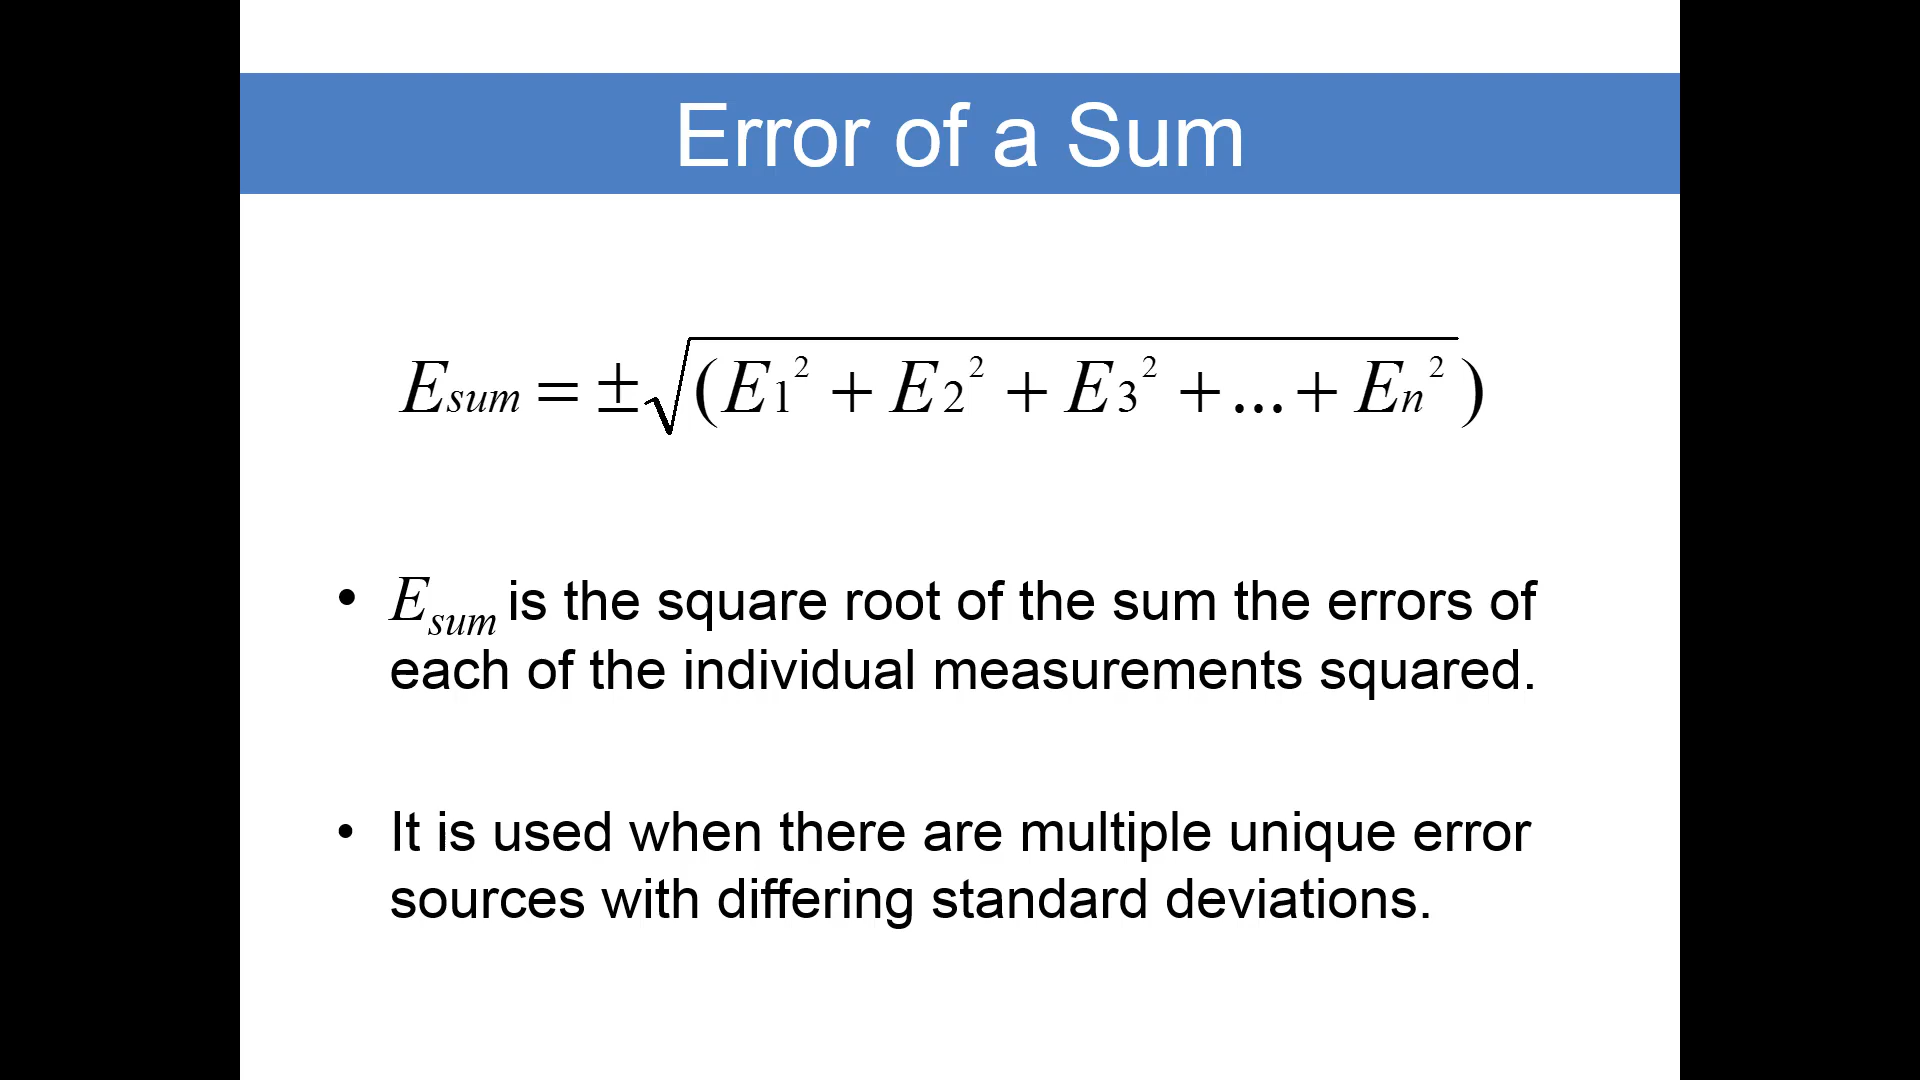 Error of a Sum
Esum = ±√(E1² + E2² + E3² + ... + En²)
• Esum is the square root of the sum the errors of
each of the individual measurements squared.
• It is used when there are multiple unique error
sources with differing standard deviations.